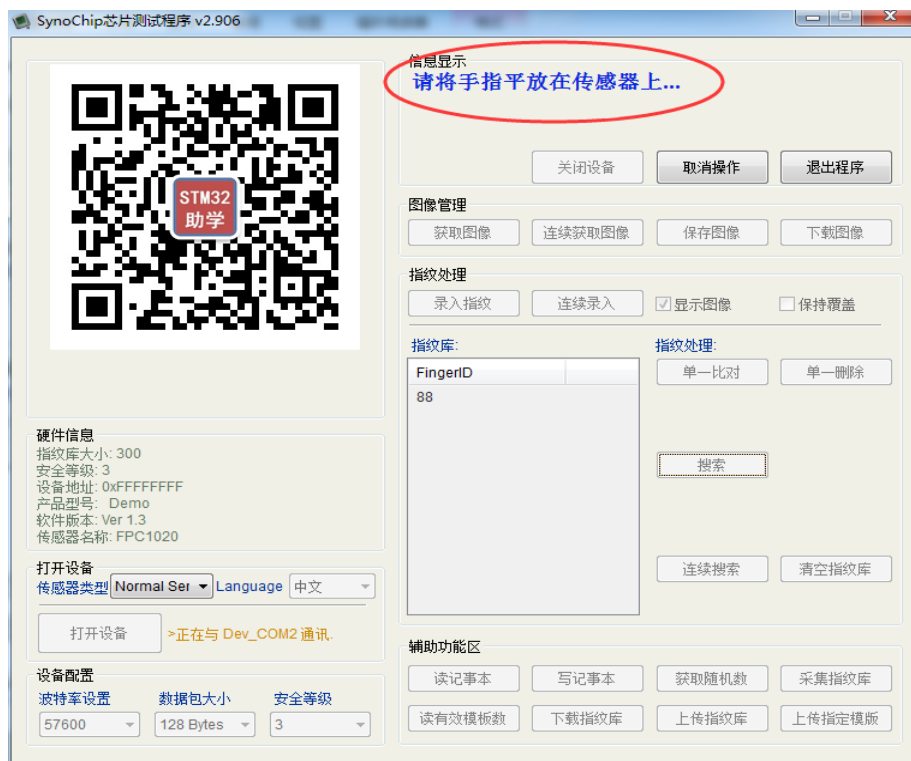 SynoChip芯片测试程序 v2.906
STM32
助学
硬件信息
指纹库大小: 300
安全等级: 3
设备地址: 0xFFFFFFFF
产品型号: Demo
软件版本: Ver 1.3
传感器名称: FPC1020
打开设备
传感器类型 Normal Ser Language 中文
打开设备 >正在与 Dev_COM2 通讯.
设备配置
波特率设置 数据包大小 安全等级
57600 128 Bytes 3
信息显示
请将手指平放在传感器上...
关闭设备 取消操作 退出程序
图像管理
获取图像 连续获取图像 保存图像 下载图像
指纹处理
录入指纹 连续录入 显示图像 保持覆盖
指纹库: 指纹处理:
FingerID 单一比对 单一删除
88
搜索
连续搜索 清空指纹库
辅助功能区
读记事本 写记事本 获取随机数 采集指纹库
读有效模板数 下载指纹库 上传指纹库 上传指定模版